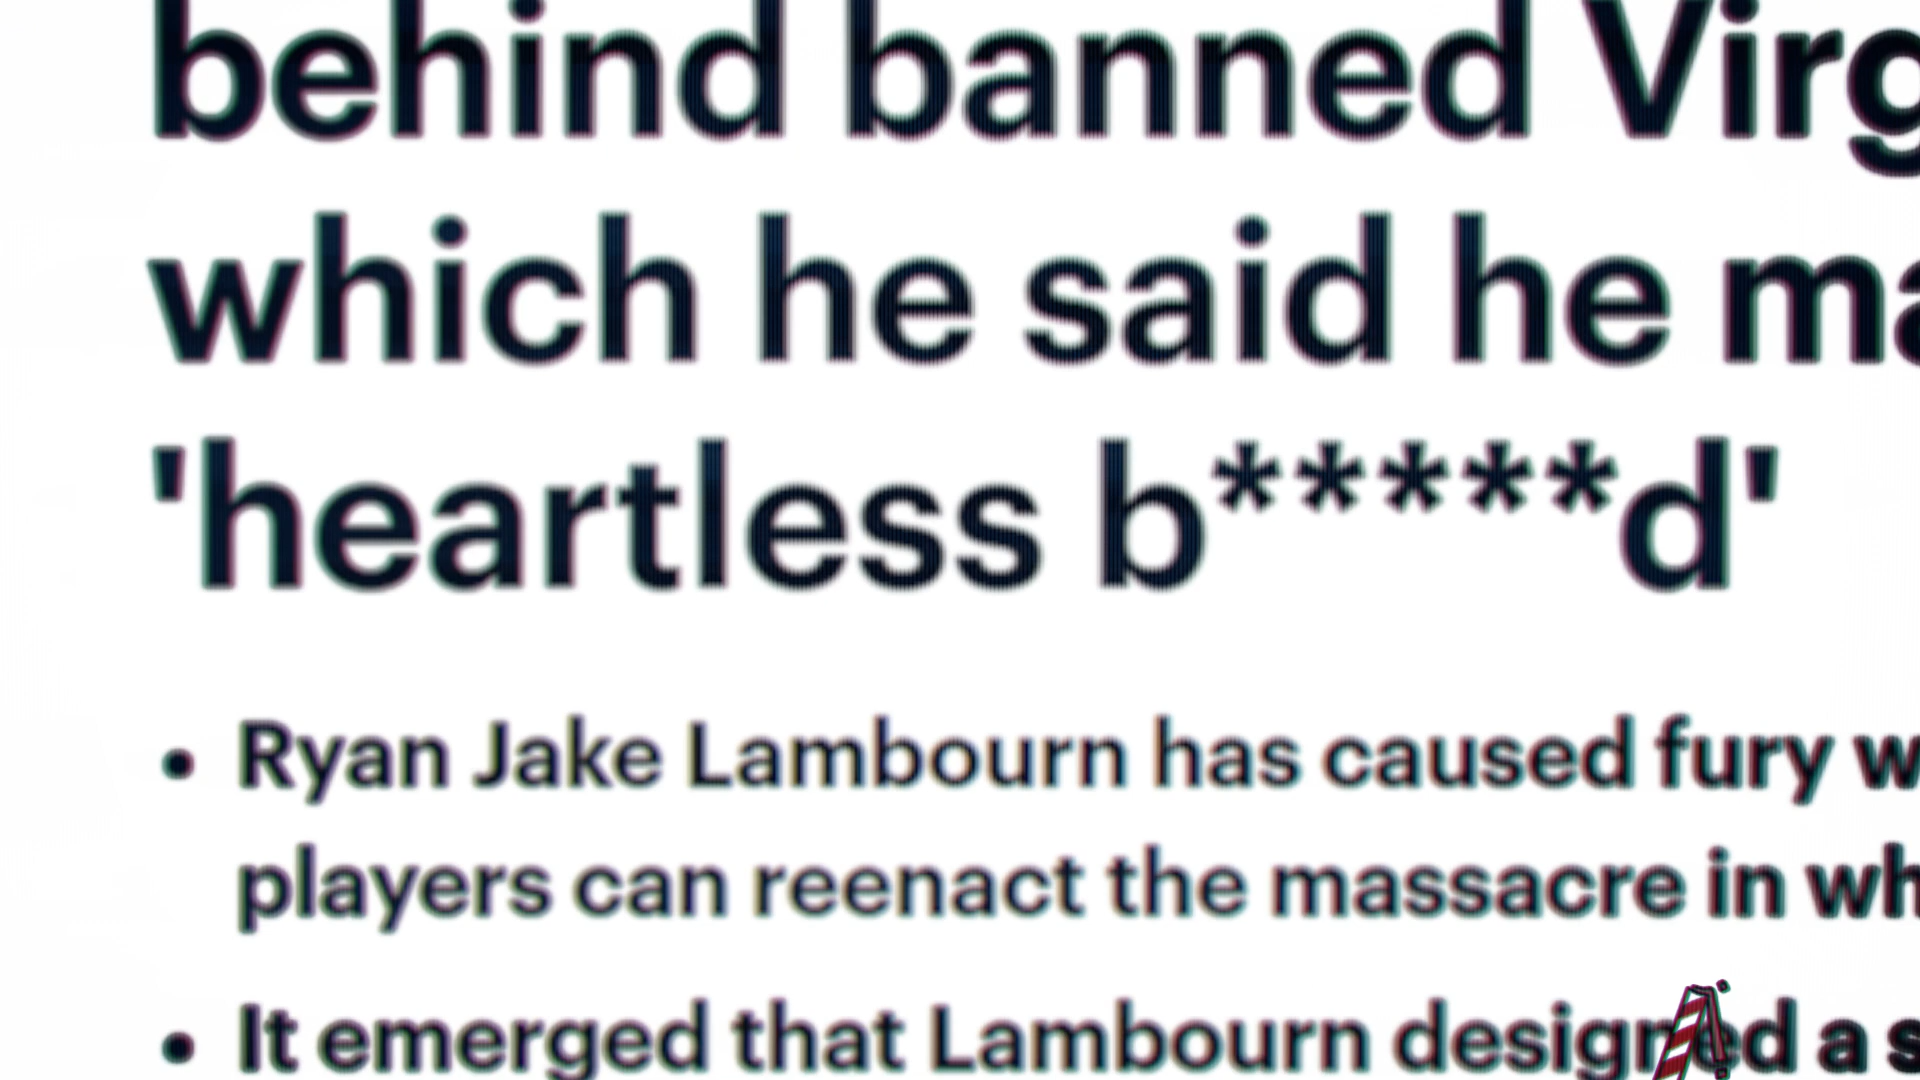 behind banned Virg
which he said he ma
'heartless b*****d'
• Ryan Jake Lambourn has caused fury w
players can reenact the massacre in wh
• It emerged that Lambourn designed a s